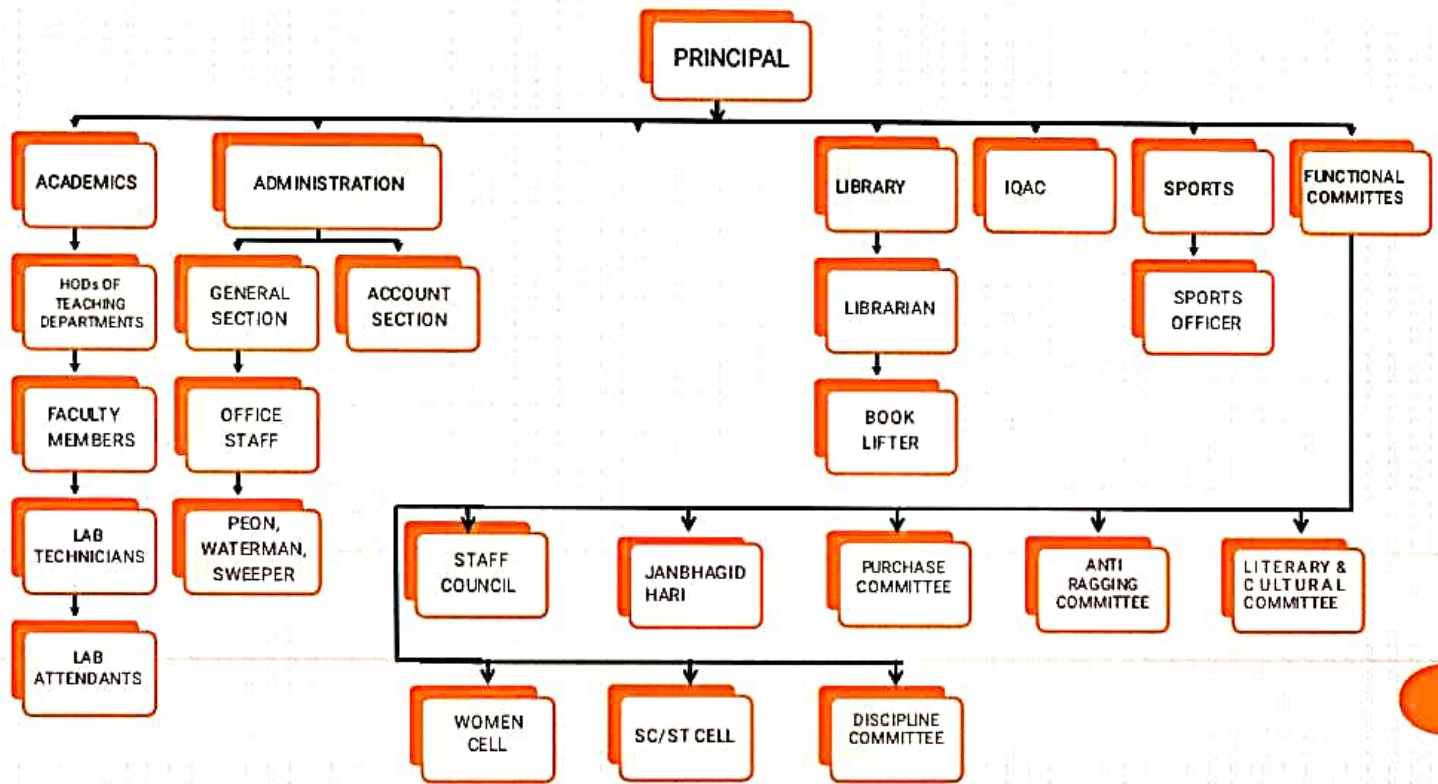 PRINCIPAL
ACADEMICS
ADMINISTRATION
LIBRARY
IQAC
SPORTS
FUNCTIONAL
COMMITTES
HODs OF
TEACHING
DEPARTMENTS
GENERAL
SECTION
ACCOUNT
SECTION
LIBRARIAN
SPORTS
OFFICER
FACULTY
MEMBERS
OFFICE
STAFF
BOOK
LIFTER
LAB
TECHNICIANS
PEON,
WATERMAN,
SWEEPER
STAFF
COUNCIL
JANBHAGID
HARI
PURCHASE
COMMITTEE
ANTI
RAGGING
COMMITTEE
LITERARY &
CULTURAL
COMMITTEE
LAB
ATTENDANTS
WOMEN
CELL
SC/ST CELL
DISCIPLINE
COMMITTEE